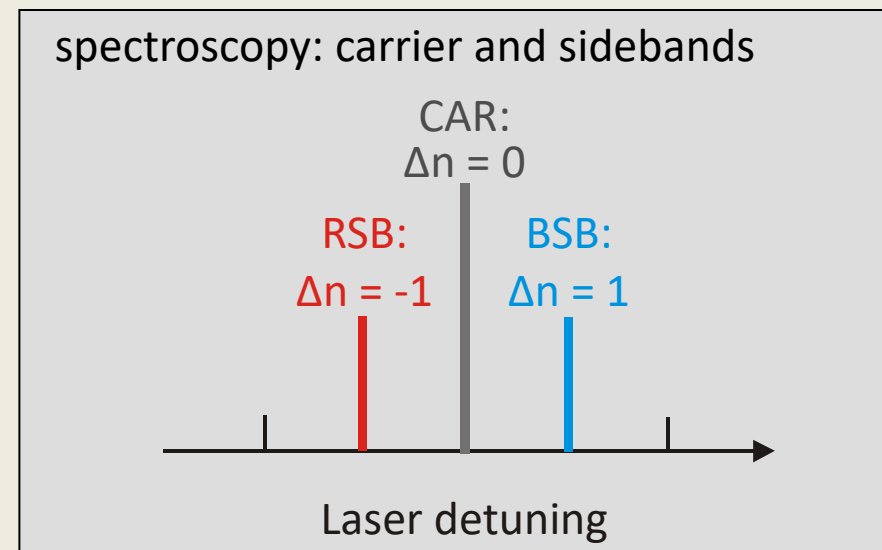 spectroscopy: carrier and sidebands
CAR:
Δn = 0
RSB:
Δn = -1
BSB:
Δn = 1
Laser detuning